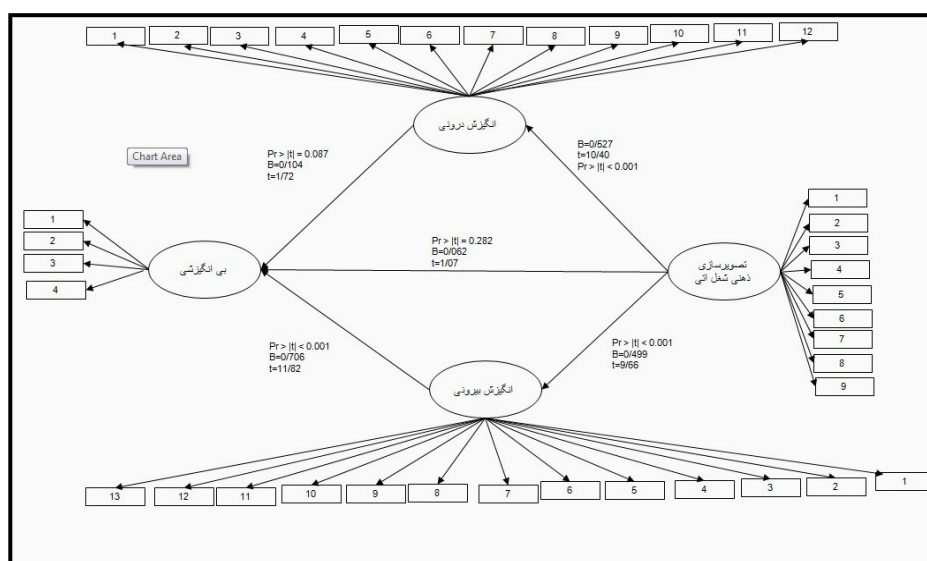 1
2
3
4
5
6
7
8
9
10
11
12
انگیزش درونی
Chart Area
Pr > |t| = 0.087
B=0/104
t=1/72
B=0/527
t=10/40
Pr > |t| < 0.001
1
2
3
4
بی انگیزشی
Pr > |t| = 0.282
B=0/062
t=1/07
تصویرسازی
ذهنی شغل اتی
1
2
3
4
5
6
7
8
9
Pr > |t| < 0.001
B=0/706
t=11/82
Pr > |t| < 0.001
B=0/499
t=9/66
انگیزش بیرونی
13
12
11
10
9
8
7
6
5
4
3
2
1